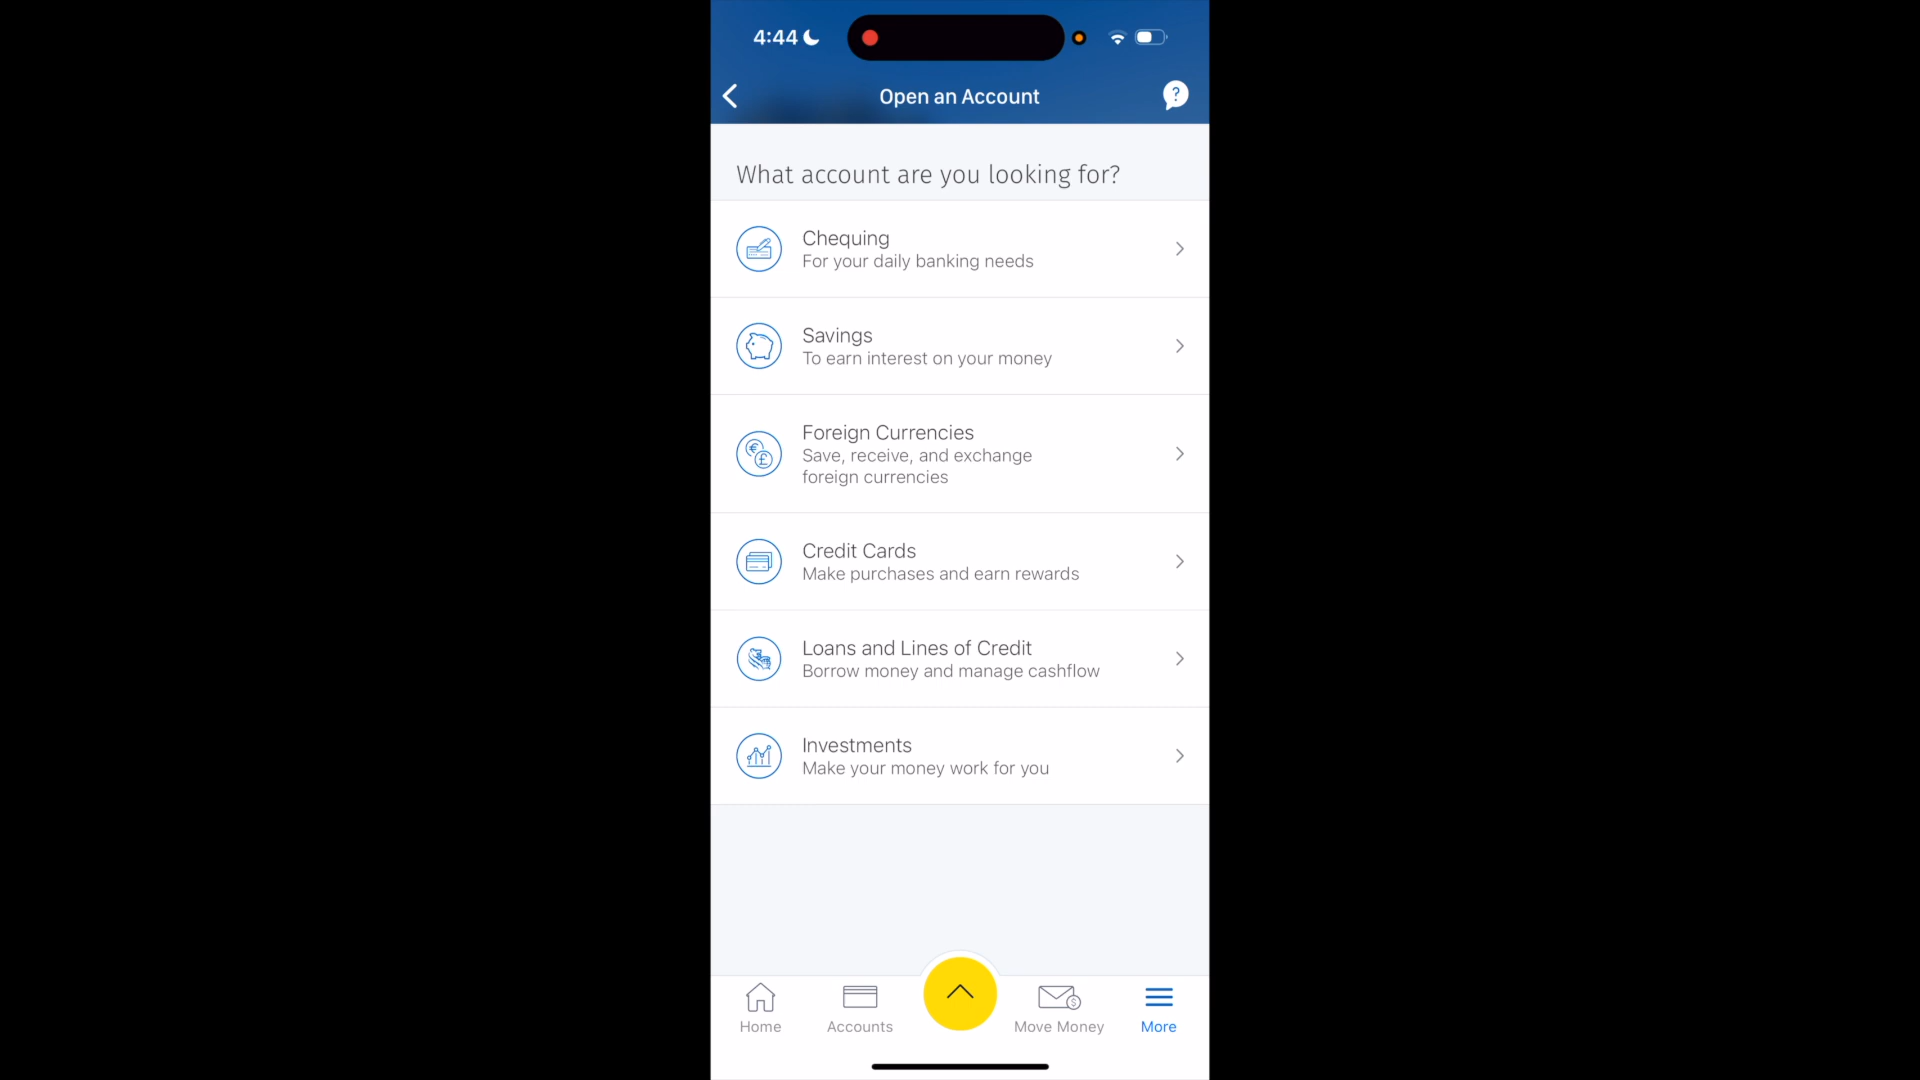 4:44
Open an Account
?
What account are you looking for?
Chequing
For your daily banking needs
Savings
To earn interest on your money
€
£
Foreign Currencies
Save, receive, and exchange
foreign currencies
Credit Cards
Make purchases and earn rewards
Loans and Lines of Credit
Borrow money and manage cashflow
Investments
Make your money work for you
$
Home
Accounts
Move Money
More